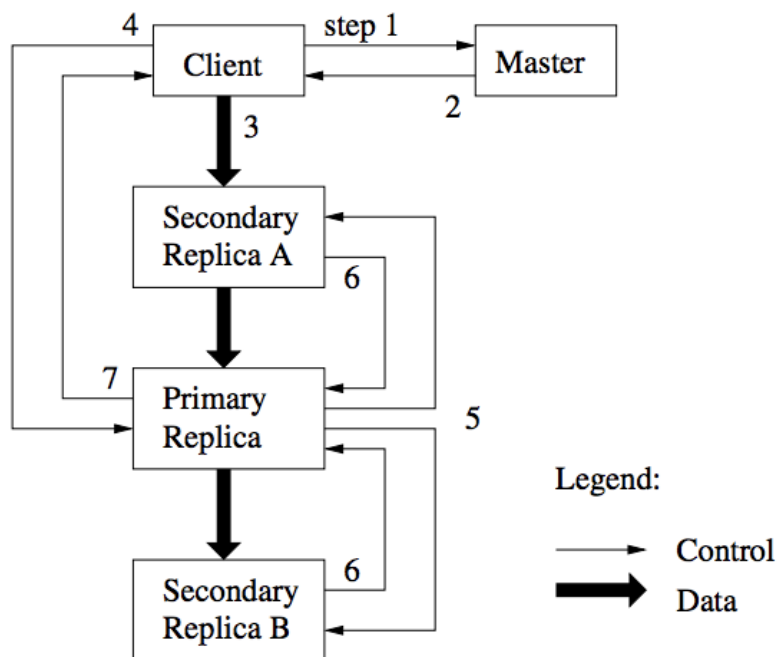 4
step 1
Client
Master
2
3
Secondary
Replica A
6
7
Primary
Replica
5
Legend:
Control
6
Data
Secondary
Replica B